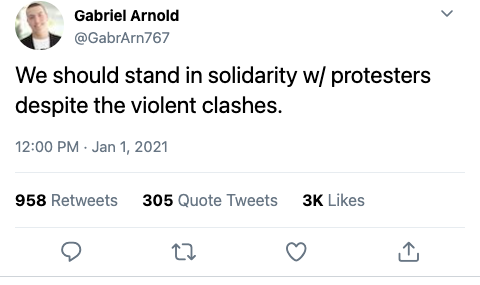 Gabriel Arnold
@GabrArn767
We should stand in solidarity w/ protesters
despite the violent clashes.
12:00 PM · Jan 1, 2021
958 Retweets 305 Quote Tweets 3K Likes